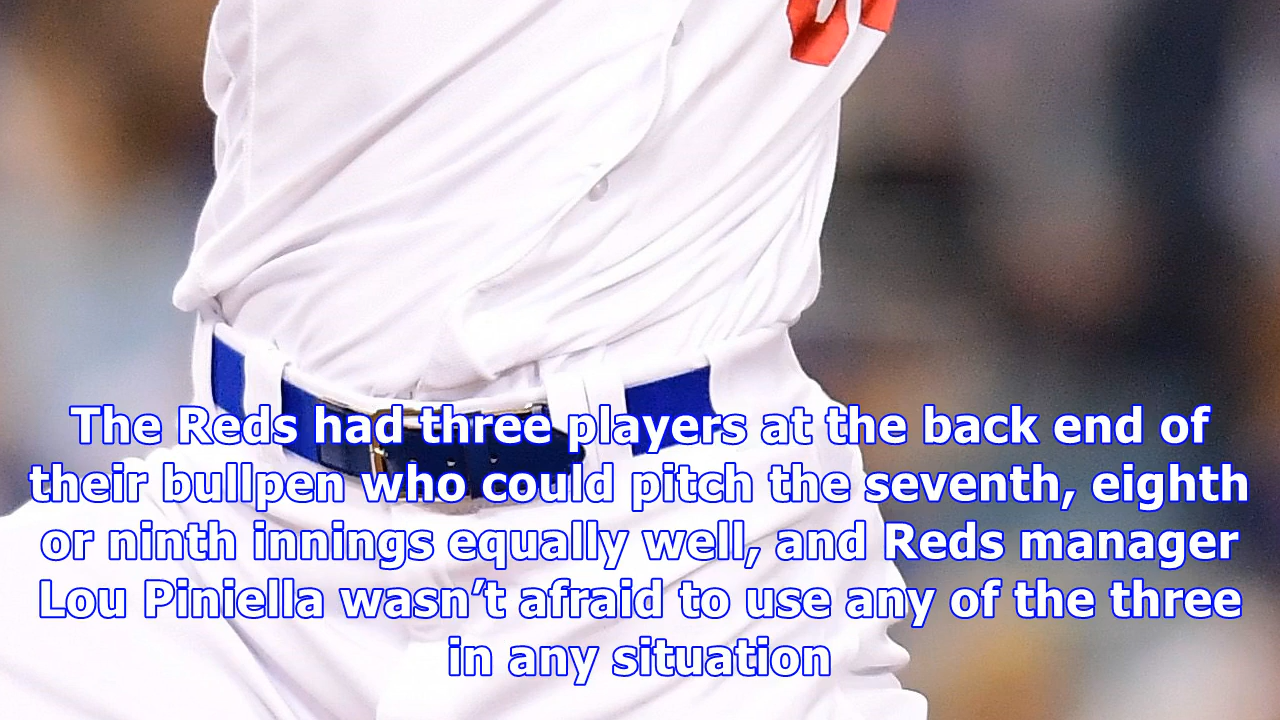 The Reds had three players at the back end of
their bullpen who could pitch the seventh, eighth
or ninth innings equally well, and Reds manager
Lou Piniella wasn’t afraid to use any of the three
in any situation